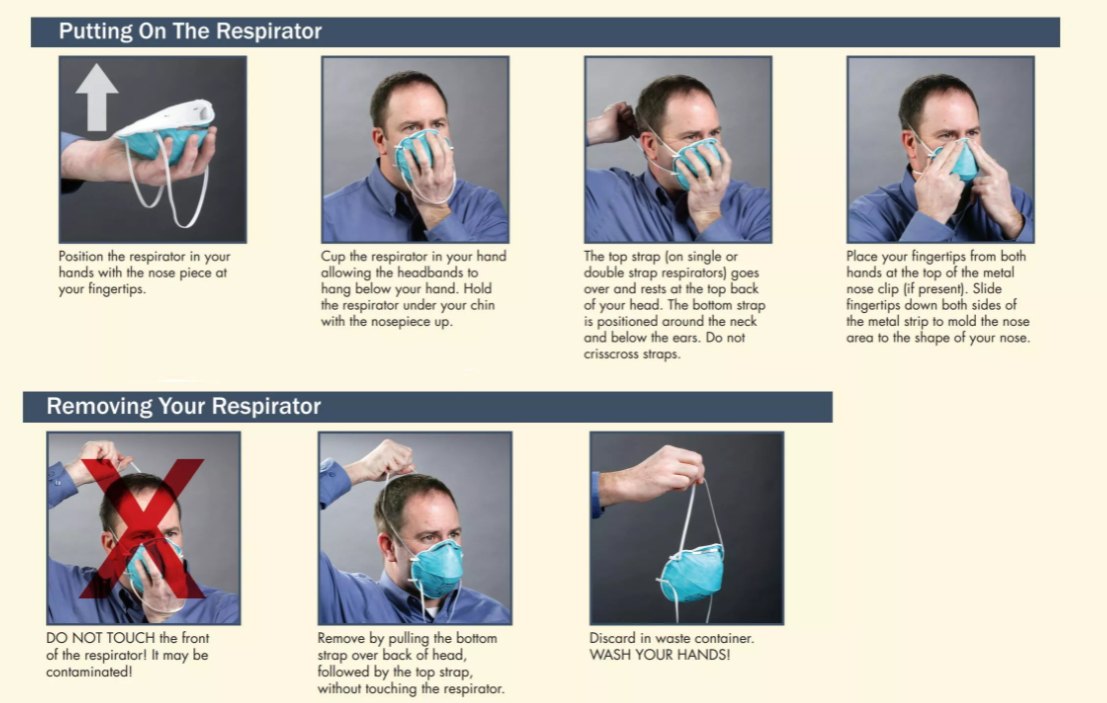 Putting On The Respirator
Position the respirator in your
hands with the nose piece at
your fingertips.
Cup the respirator in your hand
allowing the headbands to
hang below your hand. Hold
the respirator under your chin
with the nosepiece up.
The top strap (on single or
double strap respirators) goes
over and rests at the top back
of your head. The bottom strap
is positioned around the neck
and below the ears. Do not
crisscross straps.
Place your fingertips from both
hands at the top of the metal
nose clip (if present). Slide
fingertips down both sides of
the metal strip to mold the nose
area to the shape of your nose.
Removing Your Respirator
X
DO NOT TOUCH the front
of the respirator! It may be
contaminated!
Remove by pulling the bottom
strap over back of head,
followed by the top strap,
without touching the respirator.
Discard in waste container.
WASH YOUR HANDS!